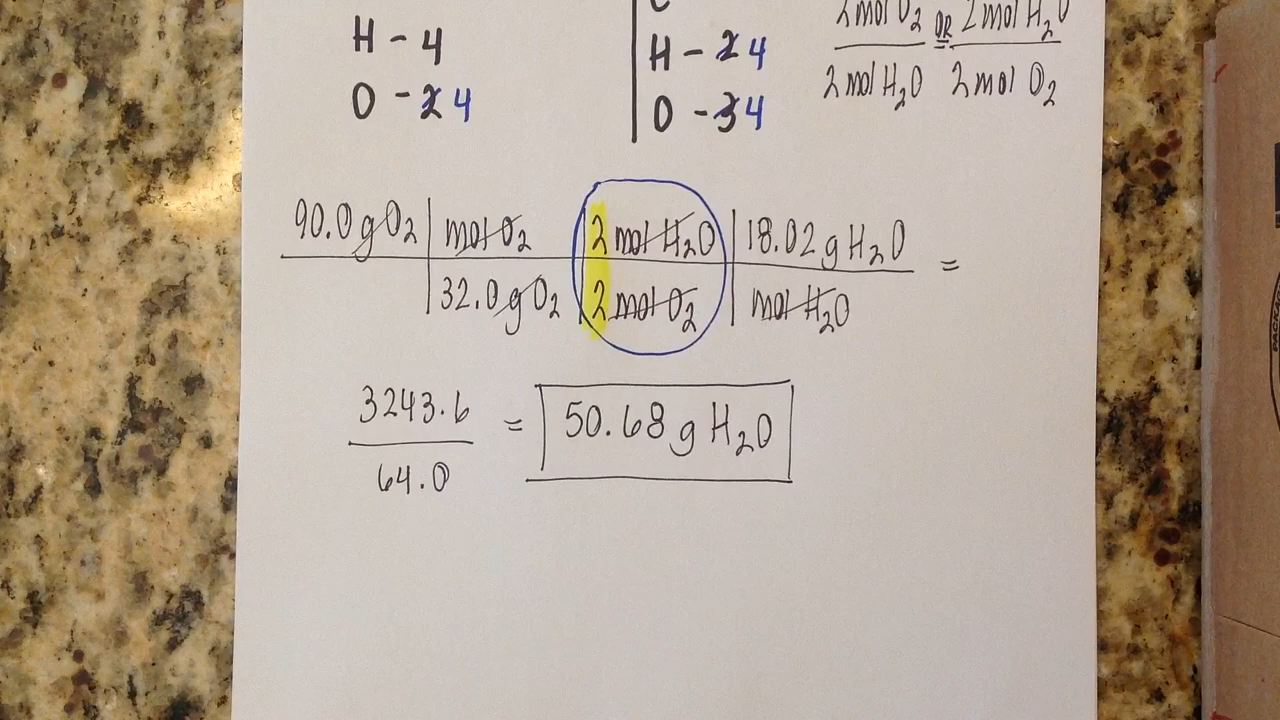 2 mol O₂ OR 2 mol H₂O
2 mol H₂O 2 mol O₂
H - 4
H - 2 4
O - 2 4
O - 3 4
90.0 g O₂ | mol O₂ | 2 mol H₂O | 18.02 g H₂O =
32.0 g O₂ | 2 mol O₂ | mol H₂O
3243.6
64.0
= 50.68 g H₂O